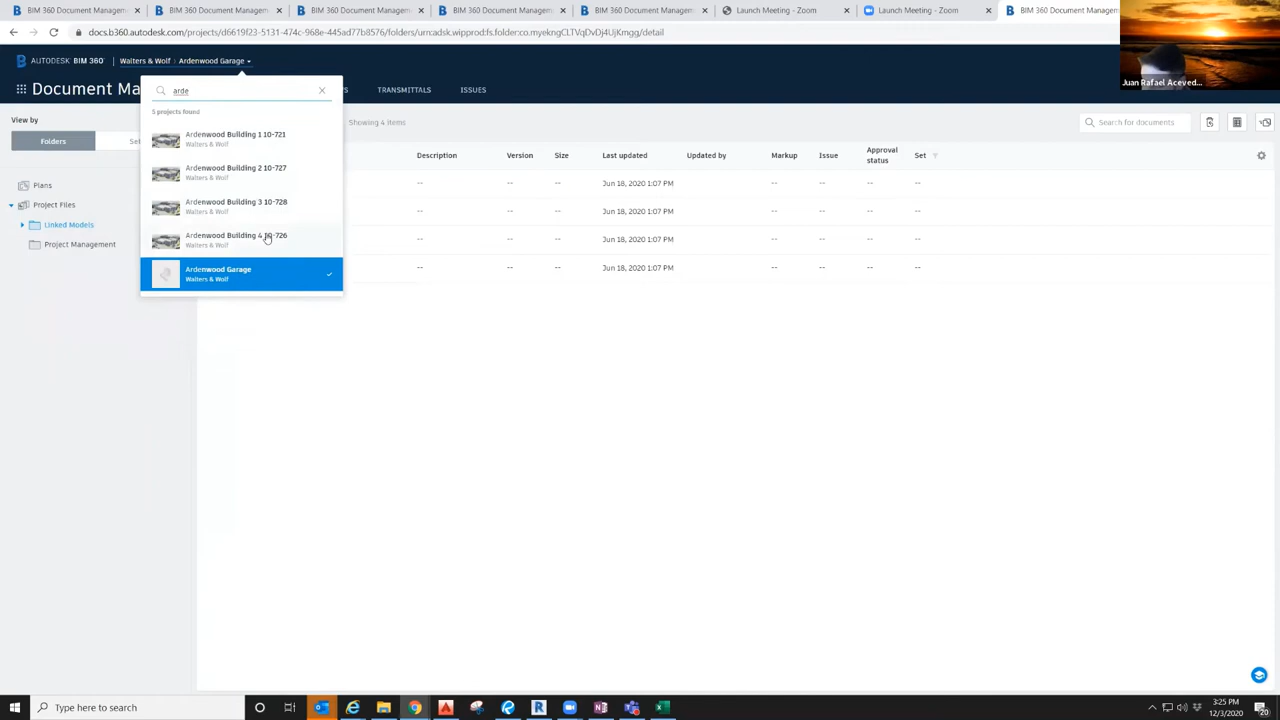 BIM 360 Document Managem
BIM 360 Document Managem
BIM 360 Document Managem
BIM 360 Document Managem
BIM 360 Document Managem
Launch Meeting - Zoom
Launch Meeting - Zoom
BIM 360 Document Managem
docs.b360.autodesk.com/projects/d6619f23-5131-474c-968e-445ad77b8576/folders/urn:adsk.wipprod:fs.folder:co.myekngCLTVqDvDj4UjKmgg/detail
AUTODESK BIM 360
Walters & Wolf > Ardenwood Garage
Document Ma
TRANSMITTALS
ISSUES
Juan Rafael Aceved...
View by
Folders
Set
Plans
Project Files
Linked Models
Project Management
arde
5 projects found
Ardenwood Building 1 10-721
Walters & Wolf
Ardenwood Building 2 10-727
Walters & Wolf
Ardenwood Building 3 10-728
Walters & Wolf
Ardenwood Building 4 10-726
Walters & Wolf
Ardenwood Garage
Walters & Wolf
Showing 4 items
Search for documents
Description Version Size Last updated Updated by Markup Issue Approval status Set
-- -- -- Jun 18, 2020 1:07 PM -- -- -- --
-- -- -- Jun 18, 2020 1:07 PM -- -- -- --
-- -- -- Jun 18, 2020 1:07 PM -- -- -- --
-- -- -- Jun 18, 2020 1:07 PM -- -- -- --
Type here to search
3:25 PM
12/3/2020
20